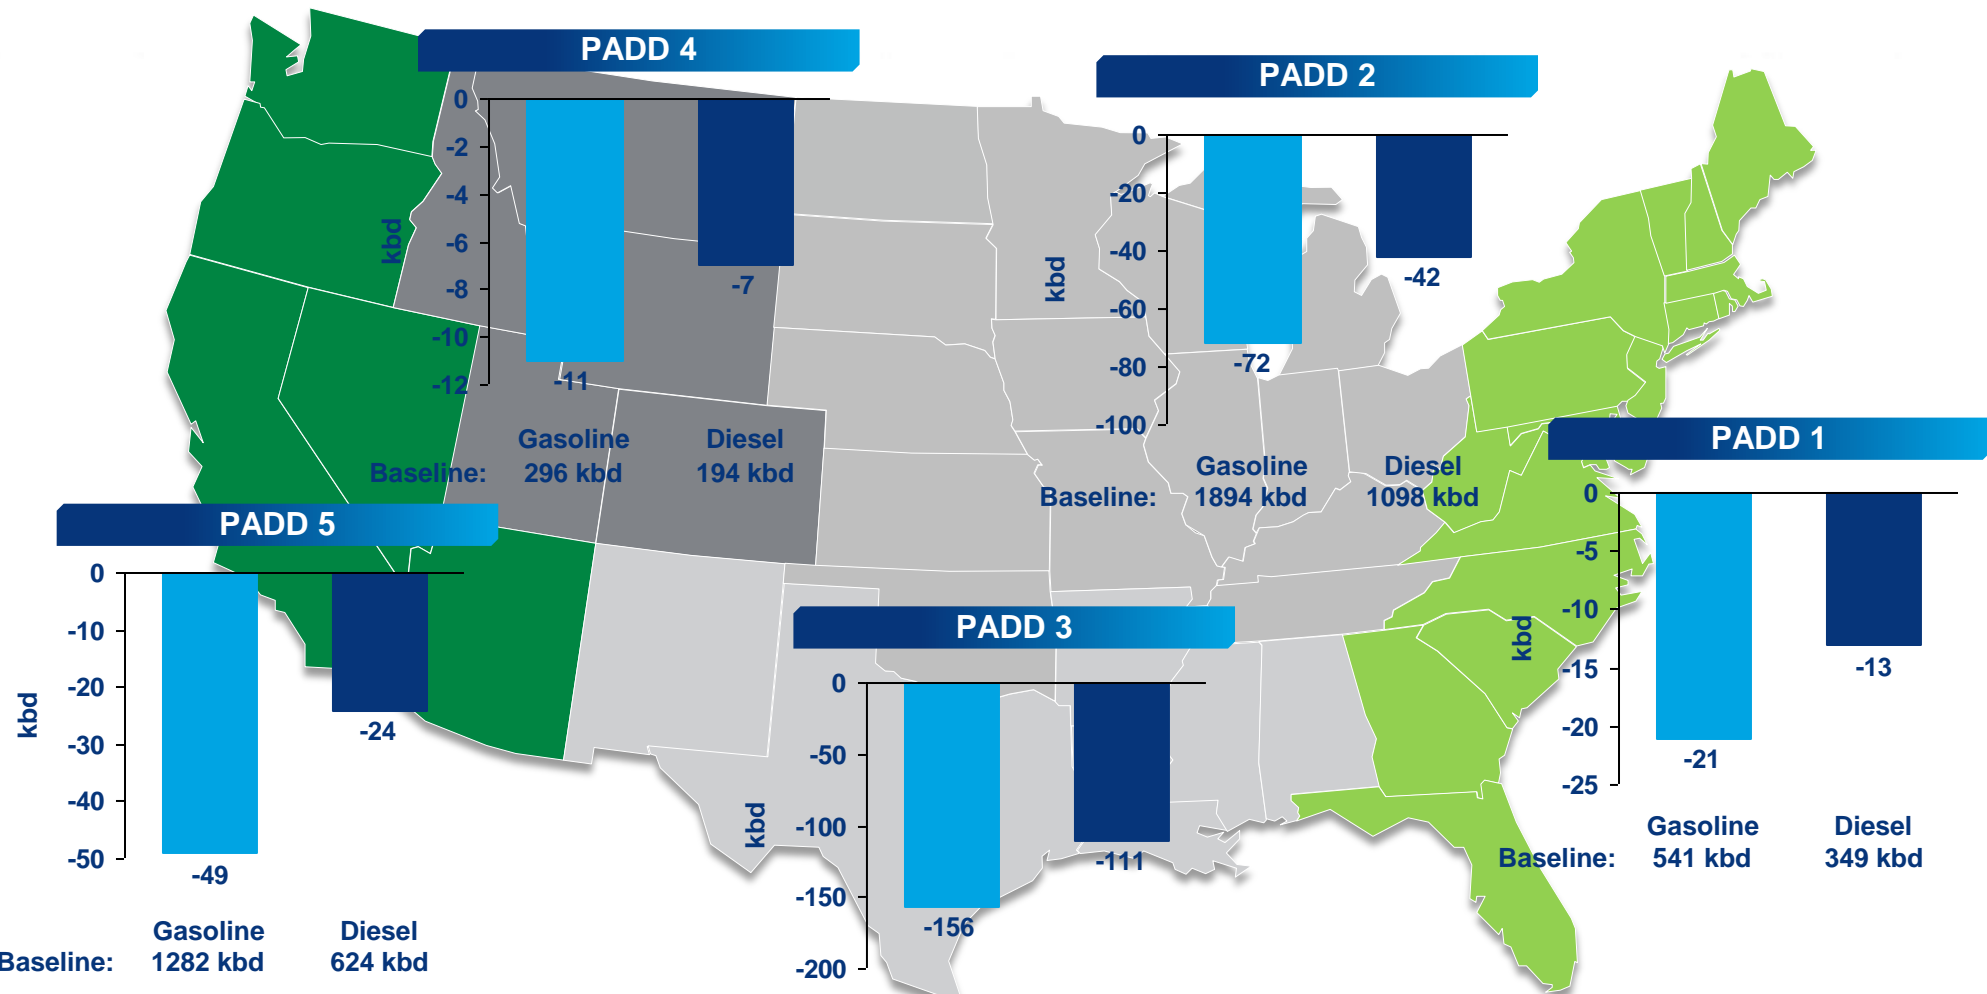 PADD 4
0
-2
-4
-6
-8
-10
-12
kbd
-11
-7
Gasoline Diesel
Baseline: 296 kbd 194 kbd
PADD 2
0
-20
-40
-60
-80
-100
kbd
-72
-42
Gasoline Diesel
Baseline: 1894 kbd 1098 kbd
PADD 1
0
-5
-10
-15
-20
-25
kbd
-21
-13
Gasoline Diesel
Baseline: 541 kbd 349 kbd
PADD 5
0
-10
-20
-30
-40
-50
kbd
-49
-24
Gasoline Diesel
Baseline: 1282 kbd 624 kbd
PADD 3
0
-50
-100
-150
-200
kbd
-156
-111